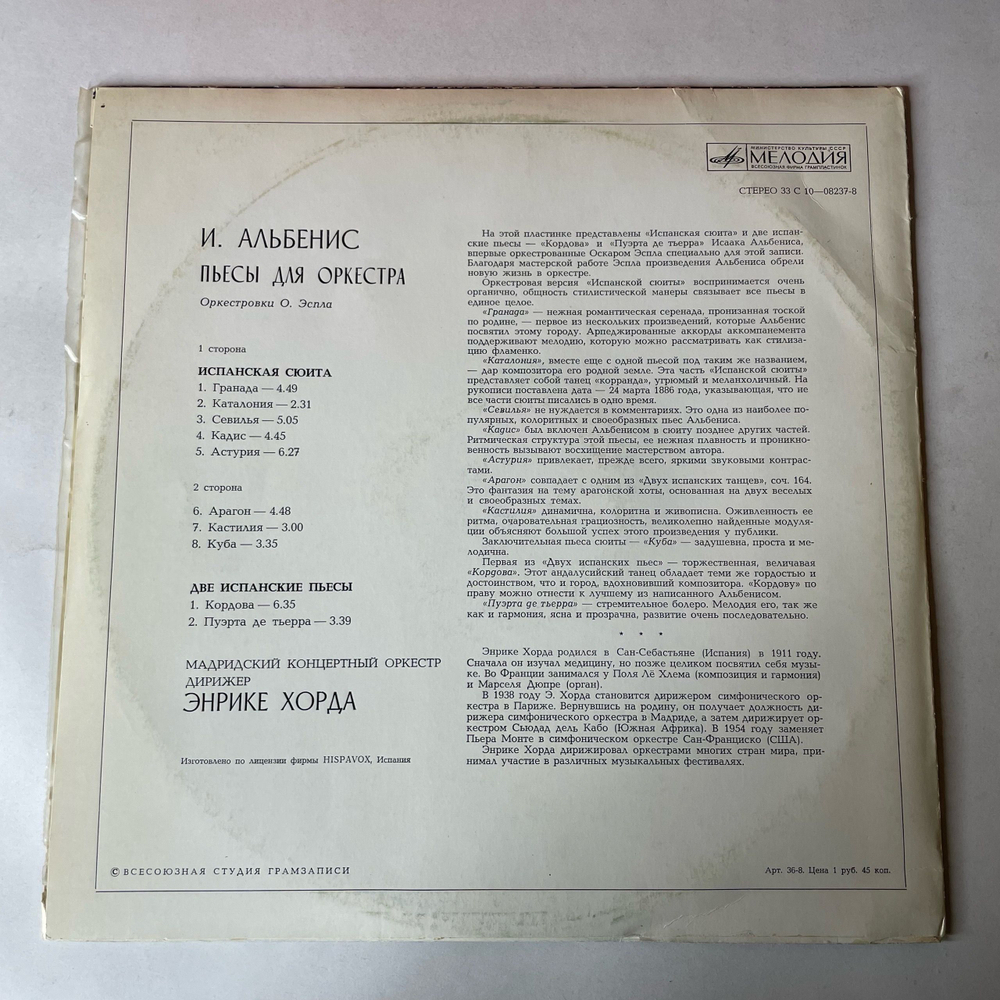 МИНИСТЕРСТВО КУЛЬТУРЫ СССР
МЕЛОДИЯ
ВСЕСОЮЗНАЯ ФИРМА ГРАМПЛАСТИНОК
СТЕРЕО 33 С 10—08237-8
И. АЛЬБЕНИС
ПЬЕСЫ ДЛЯ ОРКЕСТРА
Оркестровки О. Эспла
1 сторона
ИСПАНСКАЯ СЮИТА
1. Гранада — 4.49
2. Каталония — 2.31
3. Севилья — 5.05
4. Кадис — 4.45
5. Астурия — 6.27
2 сторона
6. Арагон — 4.48
7. Кастилия — 3.00
8. Куба — 3.35
ДВЕ ИСПАНСКИЕ ПЬЕСЫ
1. Кордова — 6.35
2. Пуэрта де тьерра — 3.39
МАДРИДСКИЙ КОНЦЕРТНЫЙ ОРКЕСТР
ДИРИЖЕР
ЭНРИКЕ ХОРДА
Изготовлено по лицензии фирмы HISPAVOX, Испания
На этой пластинке представлены «Испанская сюита» и две испан-
ские пьесы — «Кордова» и «Пуэрта де тьерра» Исаака Альбениса,
впервые оркестрованные Оскаром Эспла специально для этой записи.
Благодаря мастерской работе Эспла произведения Альбениса обрели
новую жизнь в оркестре.
Оркестровая версия «Испанской сюиты» воспринимается очень
органично, общность стилистической манеры связывает все пьесы в
единое целое.
«Гранада» — нежная романтическая серенада, пронизанная тоской
по родине, — первое из нескольких произведений, которые Альбенис
посвятил этому городу. Арпеджированные аккорды аккомпанемента
поддерживают мелодию, которую можно рассматривать как стилиза-
цию фламенко.
«Каталония», вместе еще с одной пьесой под таким же названием,
— дар композитора его родной земле. Эта часть «Испанской сюиты»
представляет собой танец «корранда», угрюмый и меланхоличный. На
рукописи поставлена дата — 24 марта 1886 года, указывающая, что не
все части сюиты писались в одно время.
«Севилья» не нуждается в комментариях. Это одна из наиболее по-
пулярных, колоритных и своеобразных пьес Альбениса.
«Кадис» был включен Альбенисом в сюиту позднее других частей.
Ритмическая структура этой пьесы, ее нежная плавность и проникно-
венность вызывают восхищение мастерством автора.
«Астурия» привлекает, прежде всего, яркими звуковыми контрас-
тами.
«Арагон» совпадает с одним из «Двух испанских танцев», соч. 164.
Это фантазия на тему арагонской хоты, основанная на двух веселых
и своеобразных темах.
«Кастилия» динамична, колоритна и живописна. Оживленность ее
ритма, очаровательная грациозность, великолепно найденные модуля-
ции объясняют большой успех этого произведения у публики.
Заключительная пьеса сюиты — «Куба» — задушевна, проста и ме-
лодична.
Первая из «Двух испанских пьес» — торжественная, величавая
«Кордова». Этот андалусийский танец обладает теми же гордостью и
достоинством, что и город, вдохновивший композитора. «Кордову» по
праву можно отнести к лучшему из написанного Альбенисом.
«Пуэрта де тьерра» — стремительное болеро. Мелодия его, так же
как и гармония, ясна и прозрачна, развитие очень последовательно.
* * *
Энрике Хорда родился в Сан-Себастьяне (Испания) в 1911 году.
Сначала он изучал медицину, но позже целиком посвятил себя музы-
ке. Во Франции занимался у Поля Лё Хлема (композиция и гармония)
и Марселя Дюпре (орган).
В 1938 году Э. Хорда становится дирижером симфонического ор-
кестра в Париже. Вернувшись на родину, он получает должность ди-
рижера симфонического оркестра в Мадриде, а затем дирижирует ор-
кестром Сьюдад дель Кабо (Южная Африка). В 1954 году заменяет
Пьера Монте в симфоническом оркестре Сан-Франциско (США).
Энрике Хорда дирижировал оркестрами многих стран мира, при-
нимал участие в различных музыкальных фестивалях.
© ВСЕСОЮЗНАЯ СТУДИЯ ГРАМЗАПИСИ
Арт. 36-8. Цена 1 руб. 45 коп.